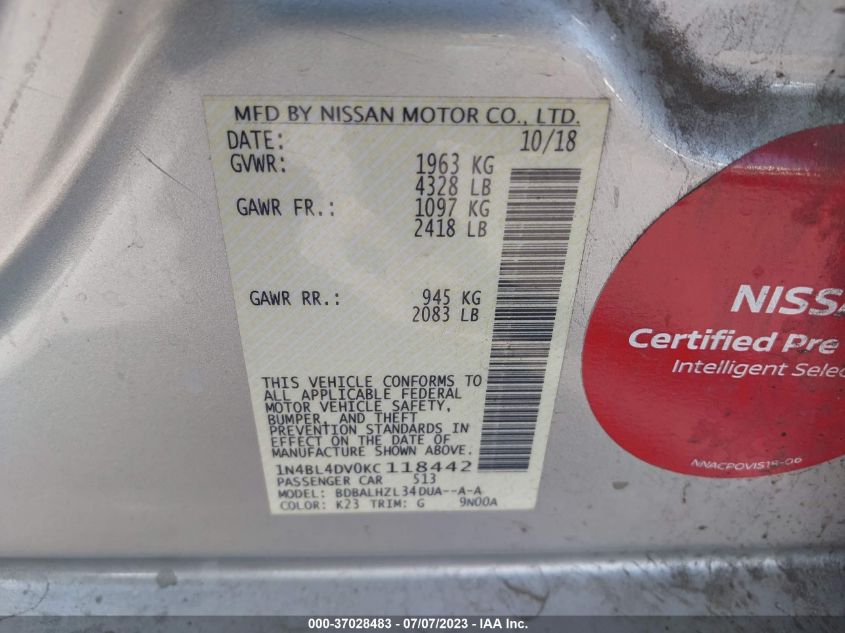 MFD BY NISSAN MOTOR CO., LTD.
DATE: 10/18
GVWR: 1963 KG
4328 LB
GAWR FR.: 1097 KG
2418 LB
GAWR RR.: 945 KG
2083 LB
THIS VEHICLE CONFORMS TO
ALL APPLICABLE FEDERAL
MOTOR VEHICLE SAFETY,
BUMPER, AND THEFT
PREVENTION STANDARDS IN
EFFECT ON THE DATE OF
MANUFACTURE SHOWN ABOVE.
1N4BL4DV0KC118442
PASSENGER CAR 513
MODEL: BDBALHZL34DUA--A-A
COLOR: K23 TRIM: G 9N00A
NISSA
Certified Pre
Intelligent Selec
000-37028483 - 07/07/2023 - IAA Inc.